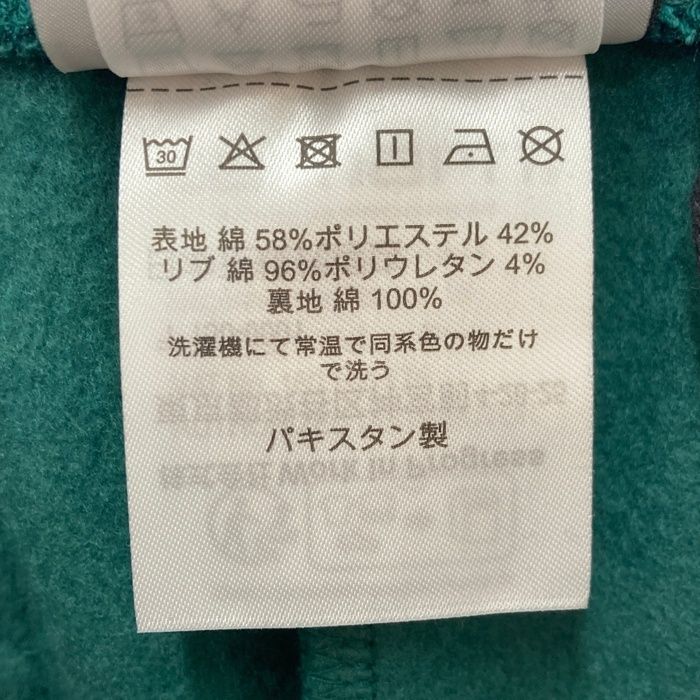 30
表地 綿 58%ポリエステル 42%
リブ 綿 96%ポリウレタン 4%
裏地 綿 100%
洗濯機にて常温で同系色の物だけ
で洗う
パキスタン製